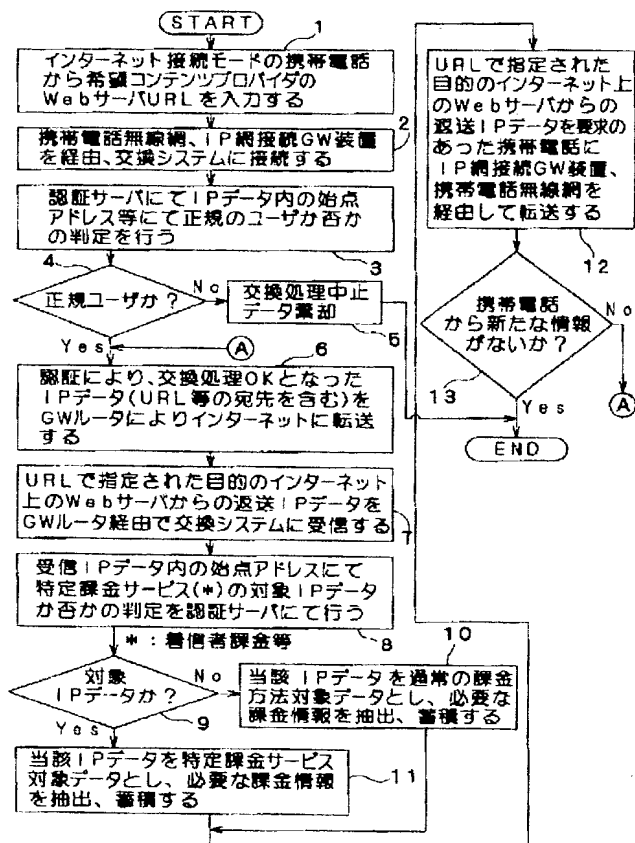 START
1
インターネット接続モードの携帯電話
から希望コンテンツプロバイダの
WebサーバURLを入力する
2
携帯電話無線網、IP網接続GW装置
を経由、交換システムに接続する
認証サーバにてIPデータ内の始点
アドレス等にて正規のユーザか否か
の判定を行う
3
4
正規ユーザか?
No
交換処理中止
データ棄却
5
Yes
A
6
認証により、交換処理OKとなった
IPデータ(URL等の宛先を含む)を
GWルータによりインターネットに転送
する
URLで指定された目的のインターネット
上のWebサーバからの返送IPデータを
GWルータ経由で交換システムに受信する
7
受信IPデータ内の始点アドレスにて
特定課金サービス(*)の対象IPデータ
か否かの判定を認証サーバにて行う
8
*:着信者課金等
対象
IPデータか?
9
No
10
当該IPデータを通常の課金
方法対象データとし、必要な
課金情報を抽出、蓄積する
Yes
当該IPデータを特定課金サービス
対象データとし、必要な課金情報
を抽出、蓄積する
11
URLで指定された
目的のインターネット上
のWebサーバからの
返送IPデータを要求の
あった携帯電話に
IP網接続GW装置、
携帯電話無線網を
経由して転送する
12
携帯電話
から新たな情報
がないか?
13
No
A
Yes
END